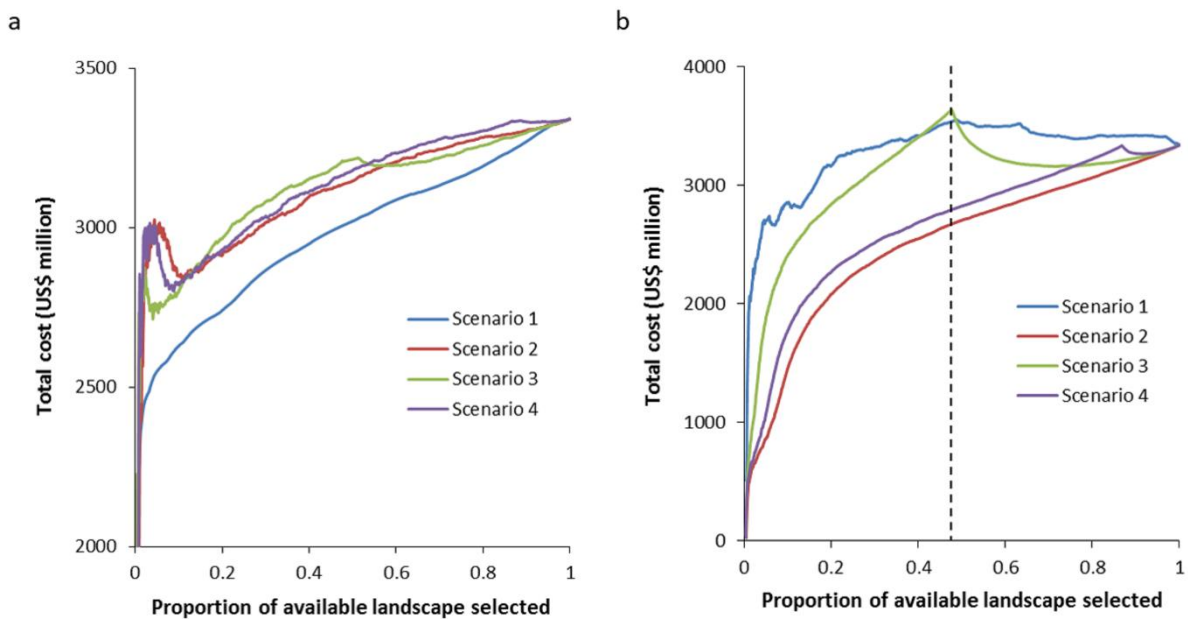 a
3500
3000
2500
2000
Total cost (US$ million)
Scenario 1
Scenario 2
Scenario 3
Scenario 4
0 0.2 0.4 0.6 0.8 1
Proportion of available landscape selected
b
4000
3000
2000
1000
0
Total cost (US$ million)
Scenario 1
Scenario 2
Scenario 3
Scenario 4
0 0.2 0.4 0.6 0.8 1
Proportion of available landscape selected